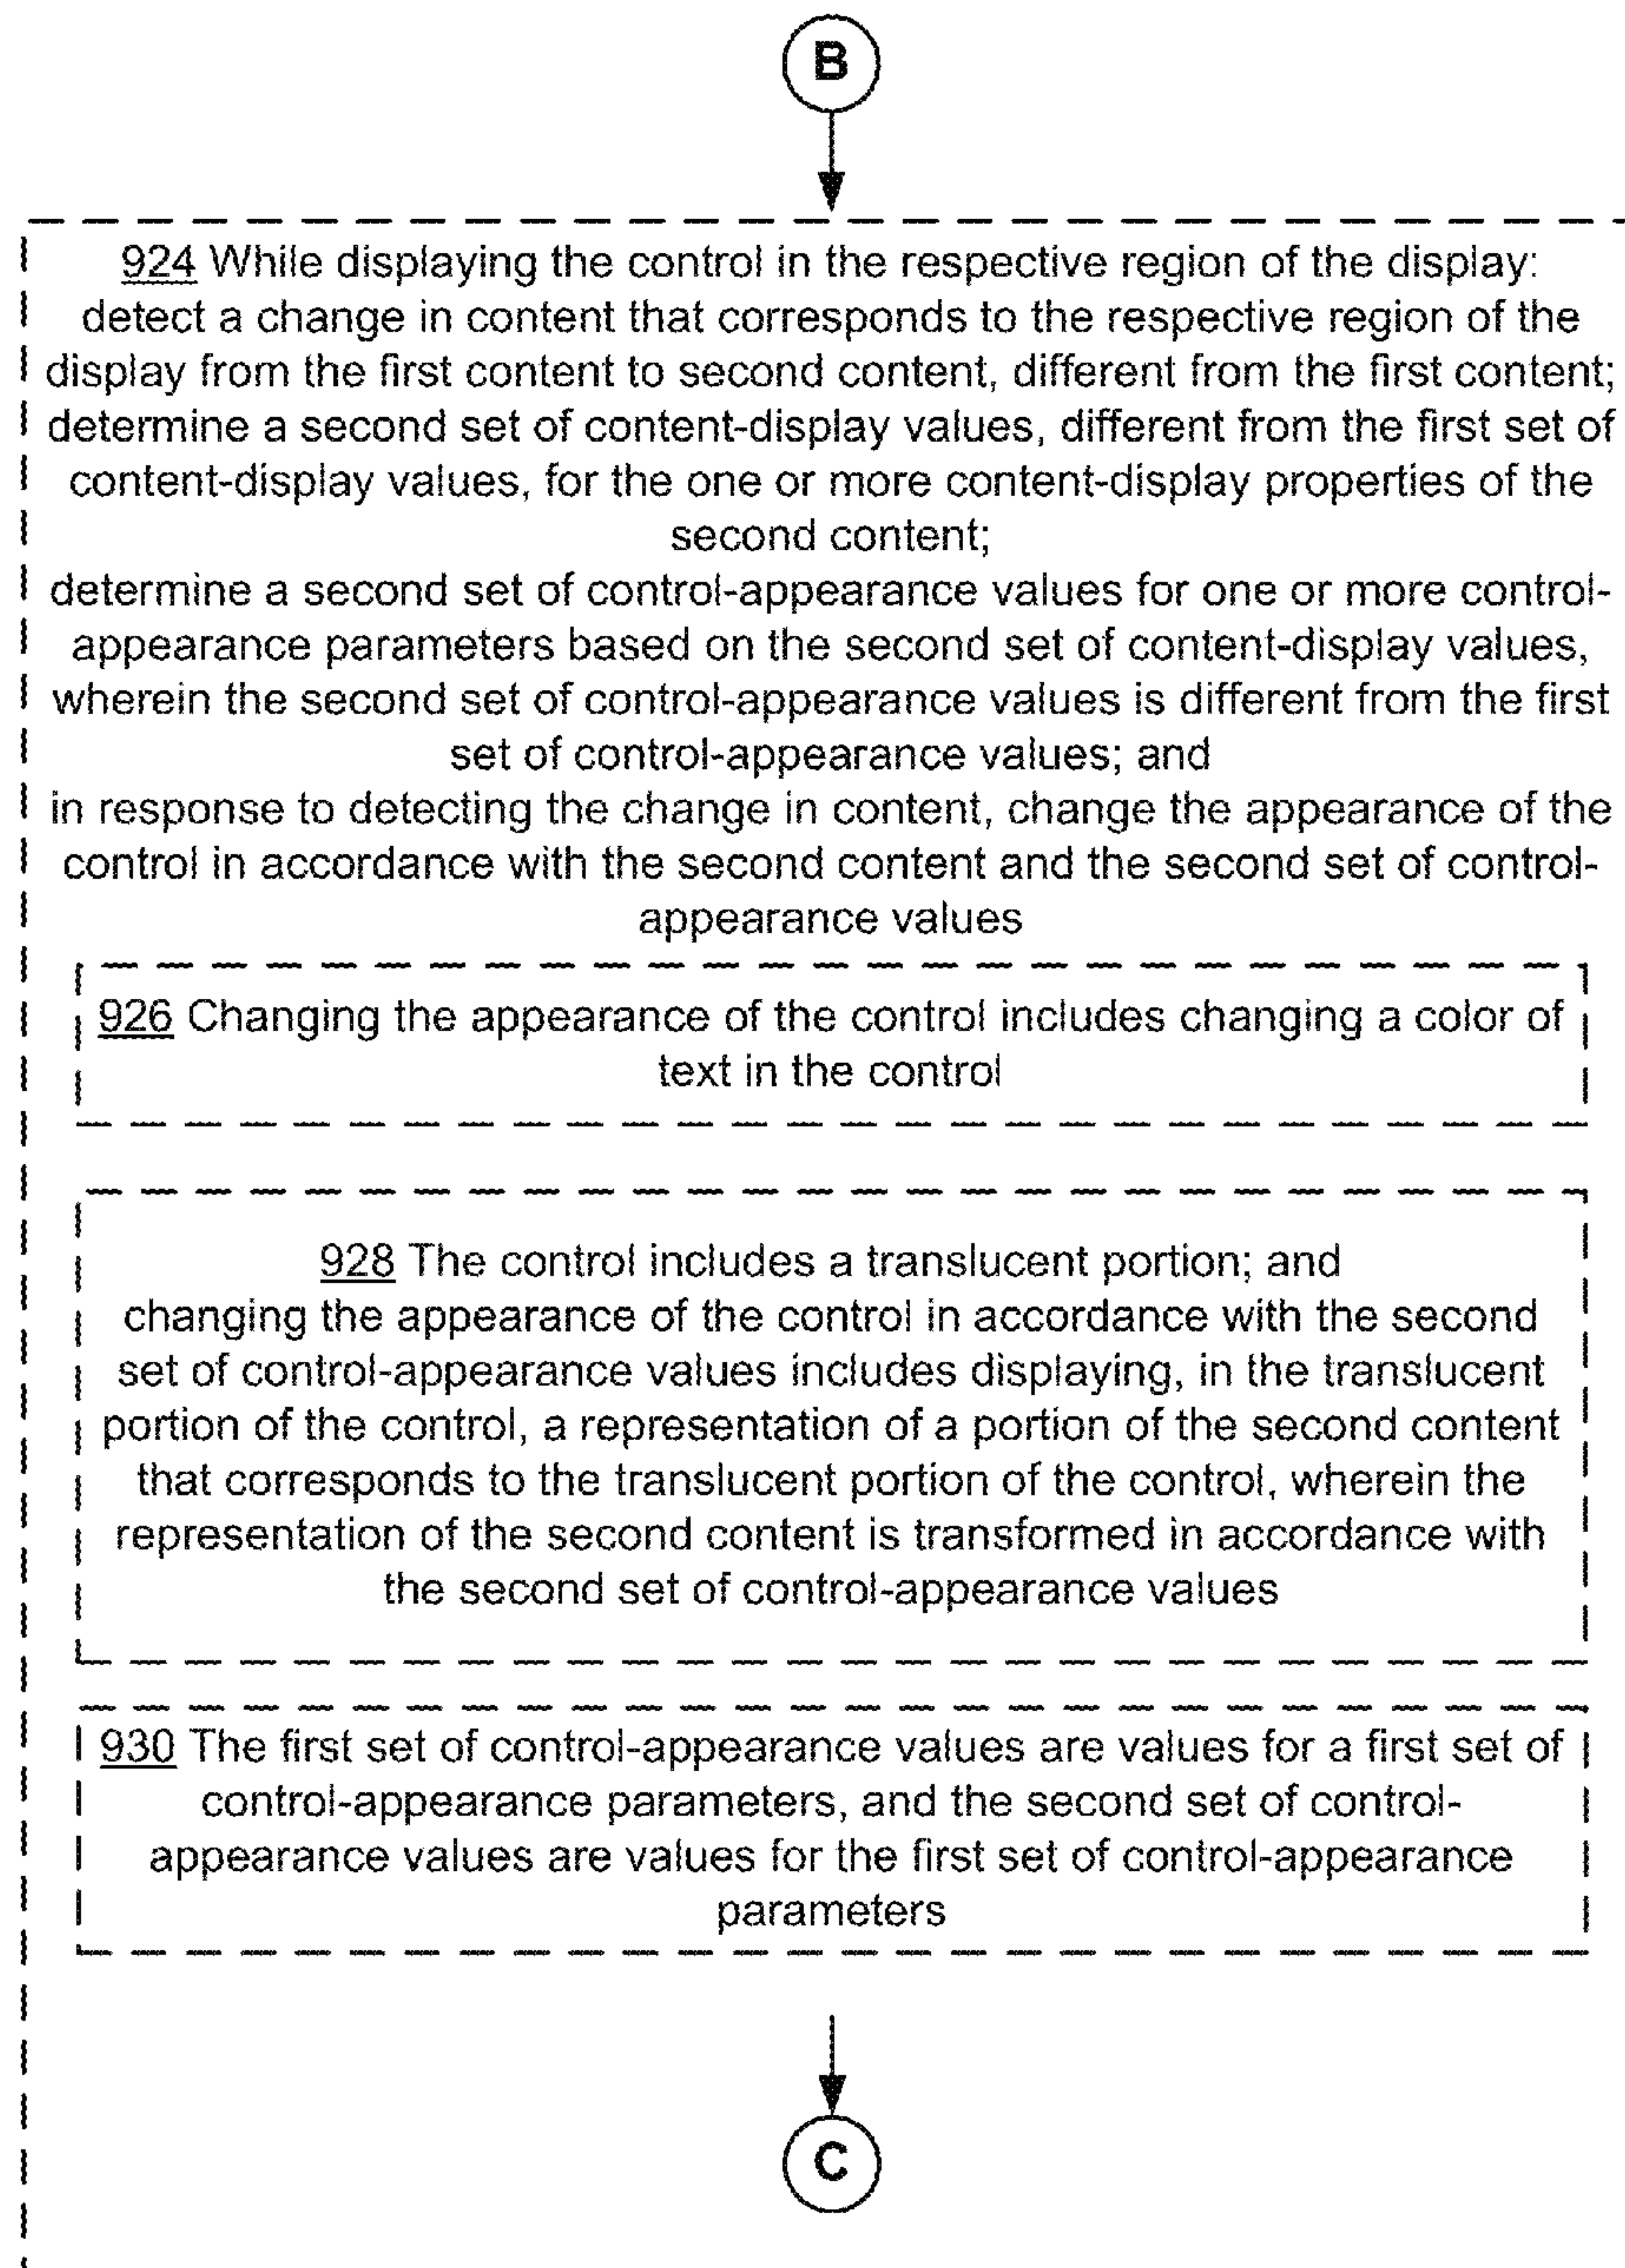 B
924 While displaying the control in the respective region of the display:
detect a change in content that corresponds to the respective region of the
display from the first content to second content, different from the first content;
determine a second set of content-display values, different from the first set of
content-display values, for the one or more content-display properties of the
second content;
determine a second set of control-appearance values for one or more control-
appearance parameters based on the second set of content-display values,
wherein the second set of control-appearance values is different from the first
set of control-appearance values; and
in response to detecting the change in content, change the appearance of the
control in accordance with the second content and the second set of control-
appearance values
926 Changing the appearance of the control includes changing a color of
text in the control
928 The control includes a translucent portion; and
changing the appearance of the control in accordance with the second
set of control-appearance values includes displaying, in the translucent
portion of the control, a representation of a portion of the second content
that corresponds to the translucent portion of the control, wherein the
representation of the second content is transformed in accordance with
the second set of control-appearance values
930 The first set of control-appearance values are values for a first set of
control-appearance parameters, and the second set of control-
appearance values are values for the first set of control-appearance
parameters
C